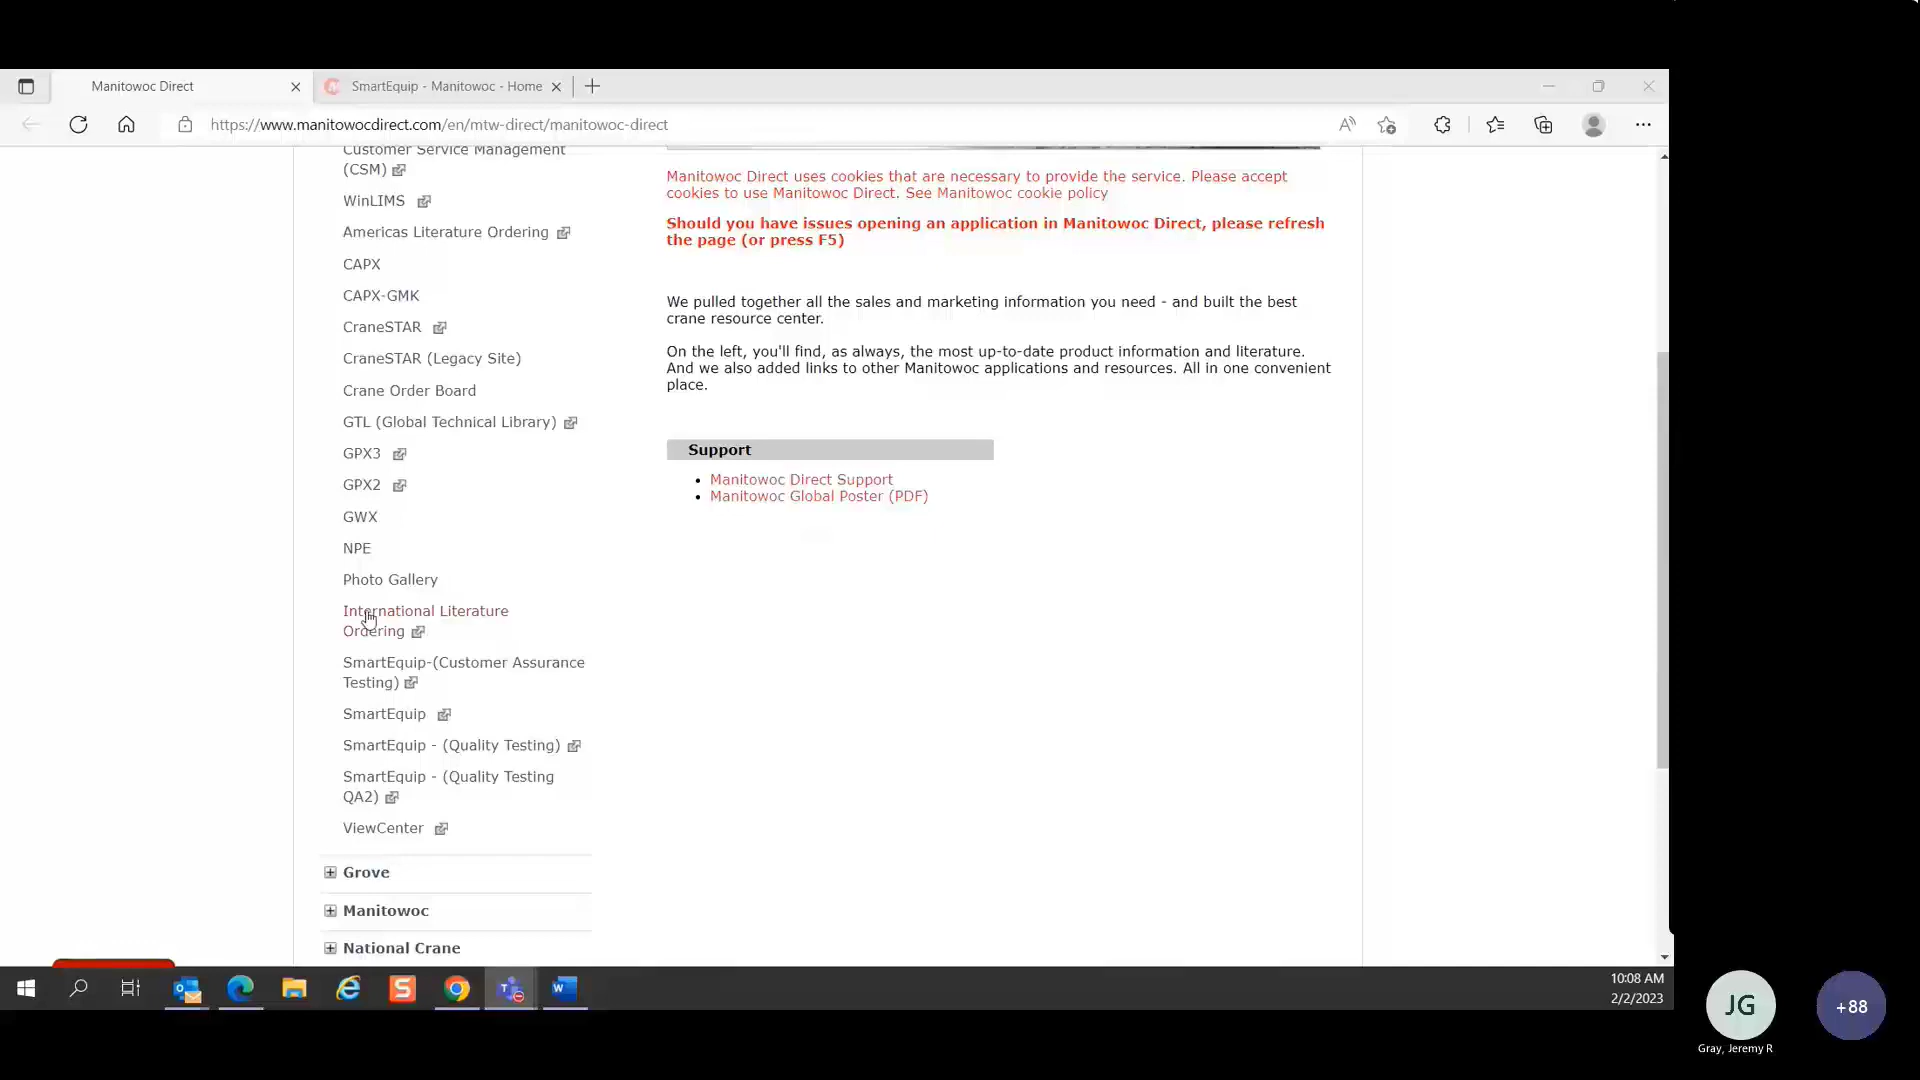 Manitowoc Direct
SmartEquip - Manitowoc - Home
https://www.manitowocdirect.com/en/mtw-direct/manitowoc-direct
Customer Service Management
(CSM)
WinLIMS
Americas Literature Ordering
CAPX
CAPX-GMK
CraneSTAR
CraneSTAR (Legacy Site)
Crane Order Board
GTL (Global Technical Library)
GPX3
GPX2
GWX
NPE
Photo Gallery
International Literature
Ordering
SmartEquip-(Customer Assurance
Testing)
SmartEquip
SmartEquip - (Quality Testing)
SmartEquip - (Quality Testing
QA2)
ViewCenter
Grove
Manitowoc
National Crane
Manitowoc Direct uses cookies that are necessary to provide the service. Please accept
cookies to use Manitowoc Direct. See Manitowoc cookie policy
Should you have issues opening an application in Manitowoc Direct, please refresh
the page (or press F5)
We pulled together all the sales and marketing information you need - and built the best
crane resource center.
On the left, you'll find, as always, the most up-to-date product information and literature.
And we also added links to other Manitowoc applications and resources. All in one convenient
place.
Support
Manitowoc Direct Support
Manitowoc Global Poster (PDF)
10:08 AM
2/2/2023
JG
Gray, Jeremy R
+88